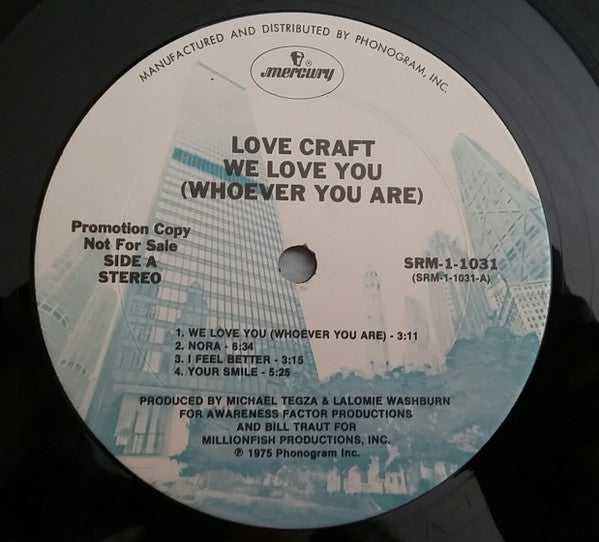 MANUFACTURED AND DISTRIBUTED BY PHONOGRAM, INC.
mercury
LOVE CRAFT
WE LOVE YOU
(WHOEVER YOU ARE)
Promotion Copy
Not For Sale
SIDE A
STEREO
SRM-1-1031
(SRM-1-1031-A)
1. WE LOVE YOU (WHOEVER YOU ARE) - 3:11
2. NORA - 6:34
3. I FEEL BETTER - 3:15
4. YOUR SMILE - 5:25
PRODUCED BY MICHAEL TEGZA & LALOMIE WASHBURN
FOR AWARENESS FACTOR PRODUCTIONS
AND BILL TRAUT FOR
MILLIONFISH PRODUCTIONS, INC.
℗ 1975 Phonogram Inc.